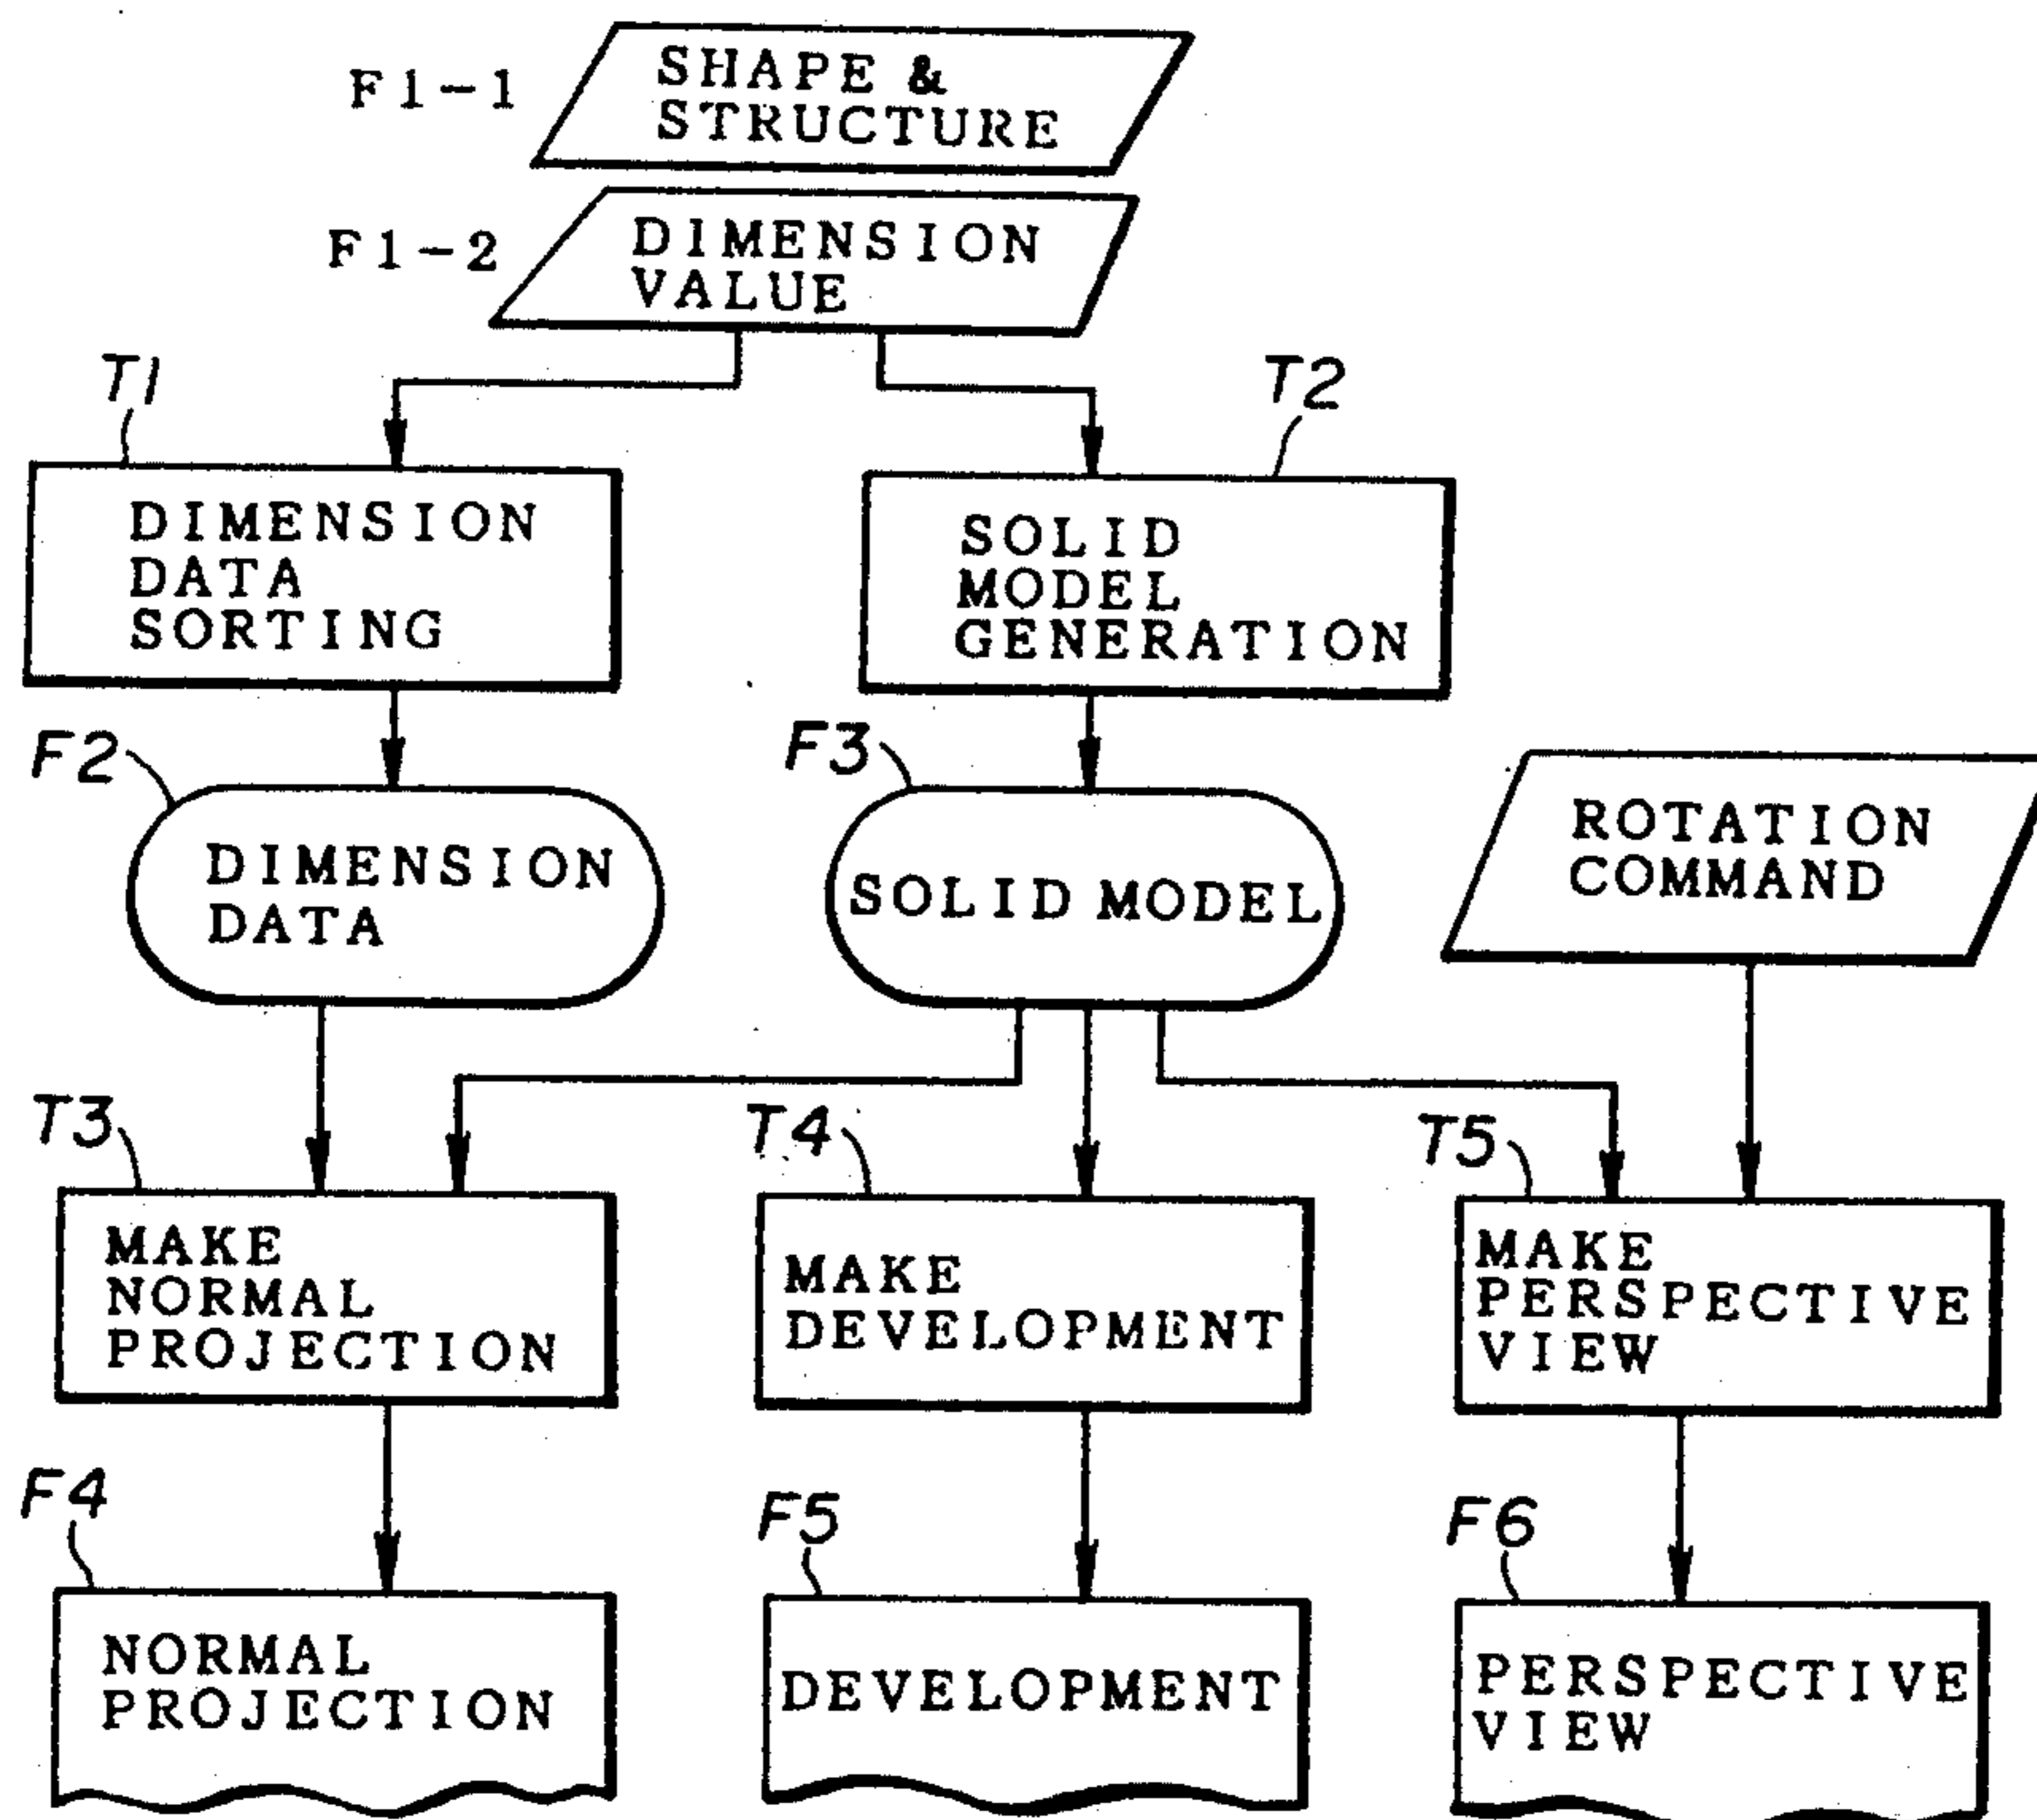 F1-1
SHAPE &
STRUCTURE
F1-2
DIMENSION
VALUE
T1
T2
DIMENSION
DATA
SORTING
SOLID
MODEL
GENERATION
F2
F3
DIMENSION
DATA
SOLID MODEL
ROTATION
COMMAND
T3
T4
T5
MAKE
NORMAL
PROJECTION
MAKE
DEVELOPMENT
MAKE
PERSPECTIVE
VIEW
F4
F5
F6
NORMAL
PROJECTION
DEVELOPMENT
PERSPECTIVE
VIEW